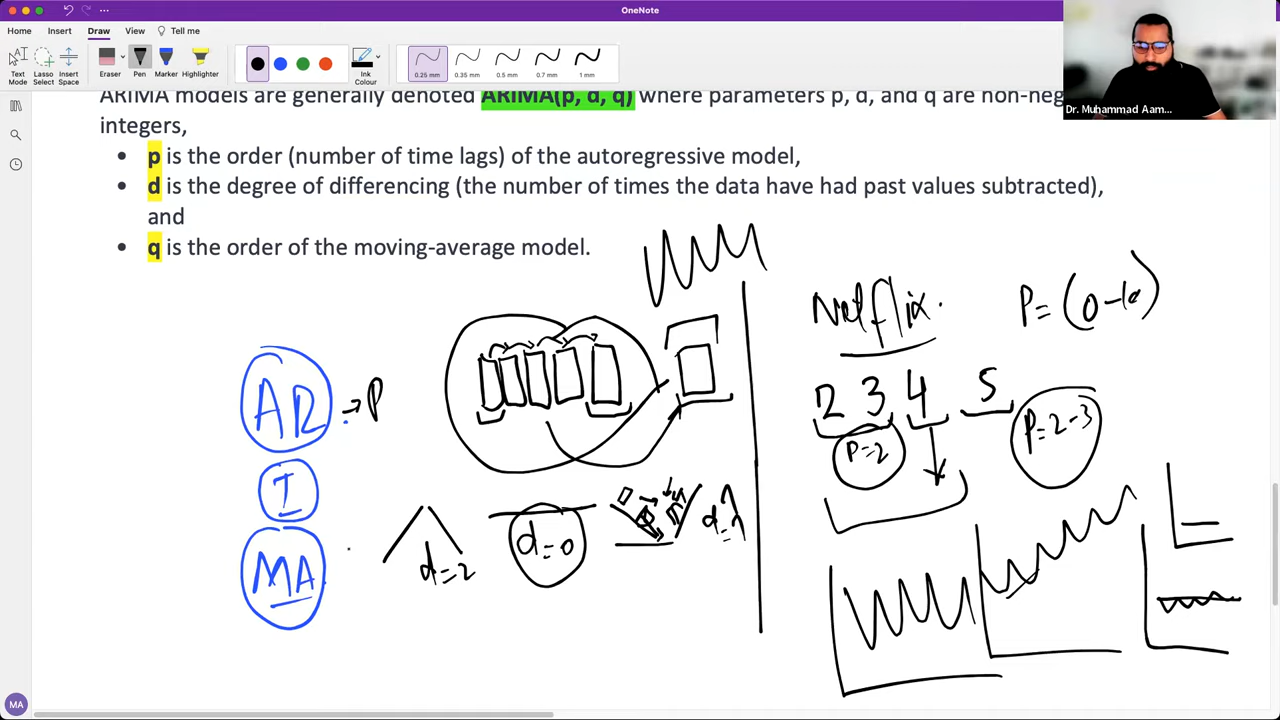 OneNote
Home Insert Draw View Tell me
Text Mode
Lasso Select
Insert Space
Eraser
Pen
Marker
Highlighter
Ink Colour
0.25 mm
0.35 mm
0.5 mm
0.7 mm
1 mm
Dr. Muhammad Aam...
ARIMA models are generally denoted ARIMA(p, d, q) where parameters p, d, and q are non-neg
integers,
• p is the order (number of time lags) of the autoregressive model,
• d is the degree of differencing (the number of times the data have had past values subtracted),
and
• q is the order of the moving-average model.
Netflix.
2 3 4 5
P=2
P=2-3
AR → P
I
MA
d=2
d=0
MA